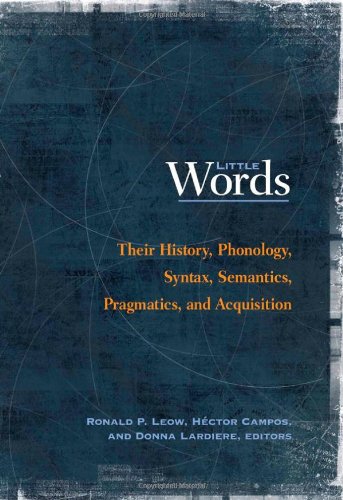 LITTLE
Words
Their History, Phonology,
Syntax, Semantics,
Pragmatics, and Acquisition
RONALD P. LEOW, HÉCTOR CAMPOS,
AND DONNA LARDIERE, EDITORS